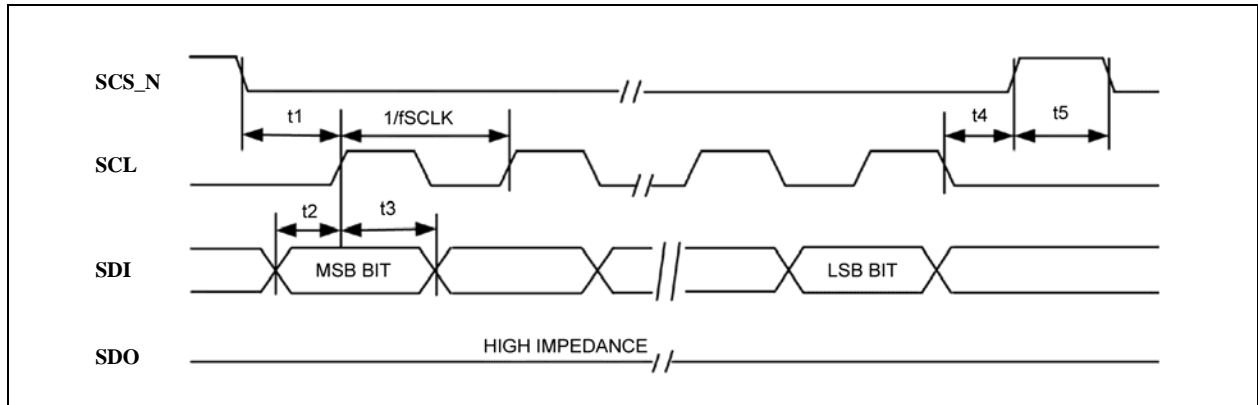 SCS_N
t1
1/fSCLK
t4
t5
SCL
t2
t3
SDI
MSB BIT
LSB BIT
SDO
HIGH IMPEDANCE